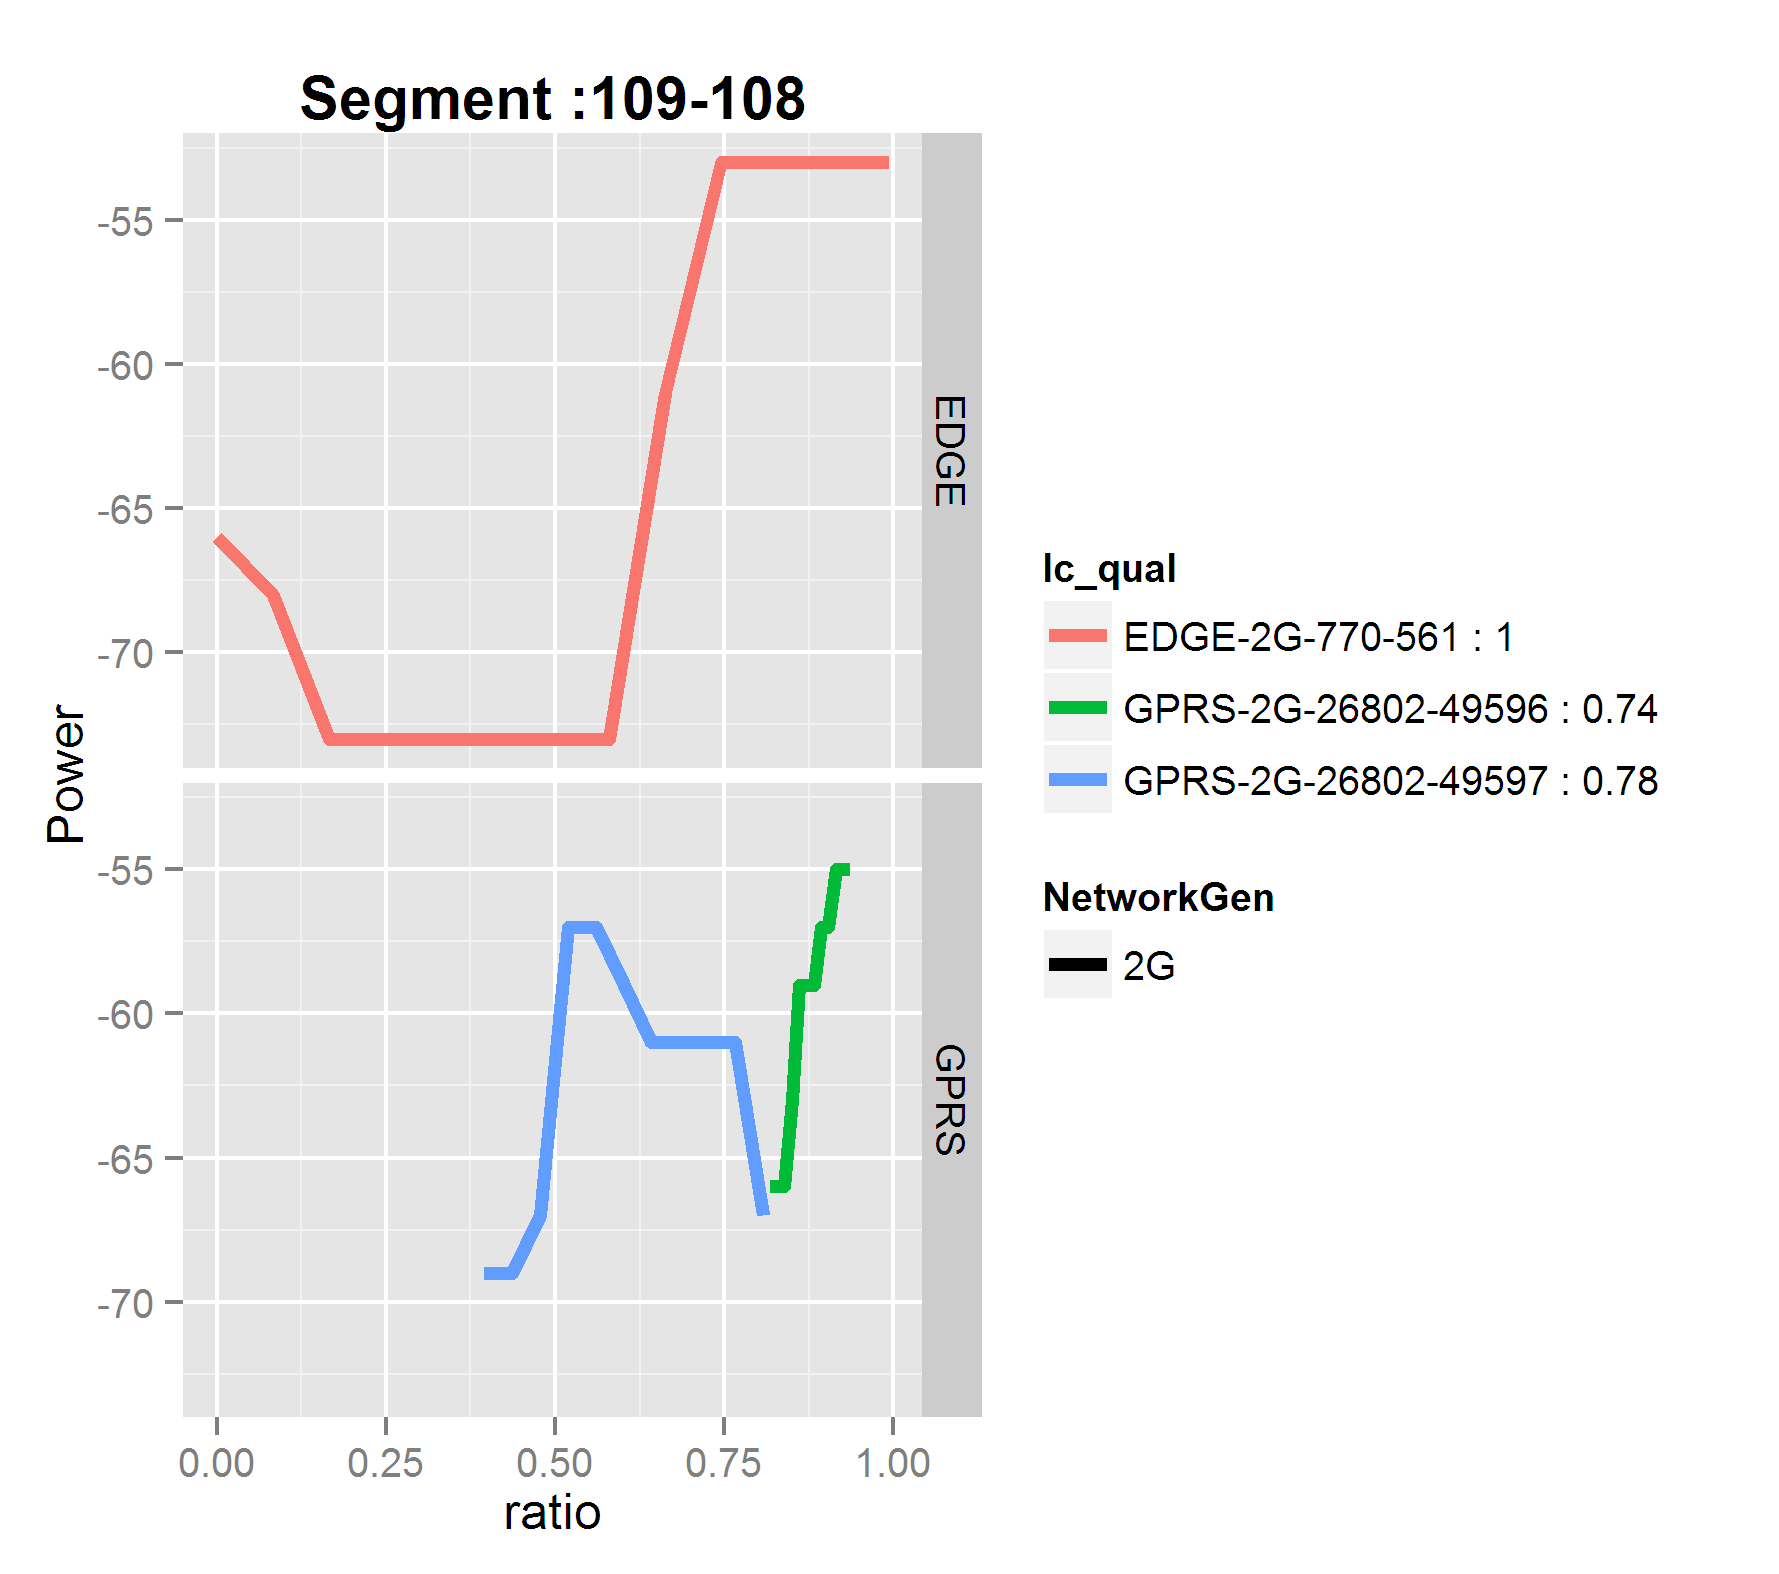 Segment :109-108
-55
-60
-65
-70
EDGE
Power
-55
-60
-65
-70
GPRS
0.00 0.25 0.50 0.75 1.00
ratio
lc_qual
EDGE-2G-770-561 : 1
GPRS-2G-26802-49596 : 0.74
GPRS-2G-26802-49597 : 0.78
NetworkGen
2G